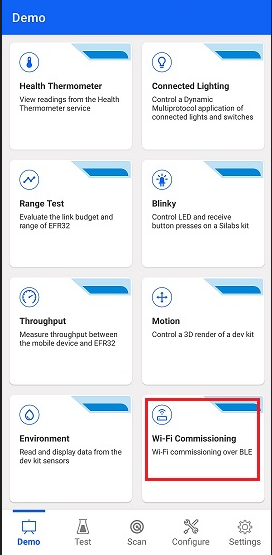 Demo
Health Thermometer
View readings from the Health
Thermometer service
Connected Lighting
Control a Dynamic
Multiprotocol application of
connected lights and switches
Range Test
Evaluate the link budget and
range of EFR32
Blinky
Control LED and receive
button presses on a Silabs kit
Throughput
Measure throughput between
the mobile device and EFR32
Motion
Control a 3D render of a dev kit
Environment
Read and display data from the
dev kit sensors
Wi-Fi Commissioning
Wi-Fi commissioning over BLE
Demo
Test
Scan
Configure
Settings